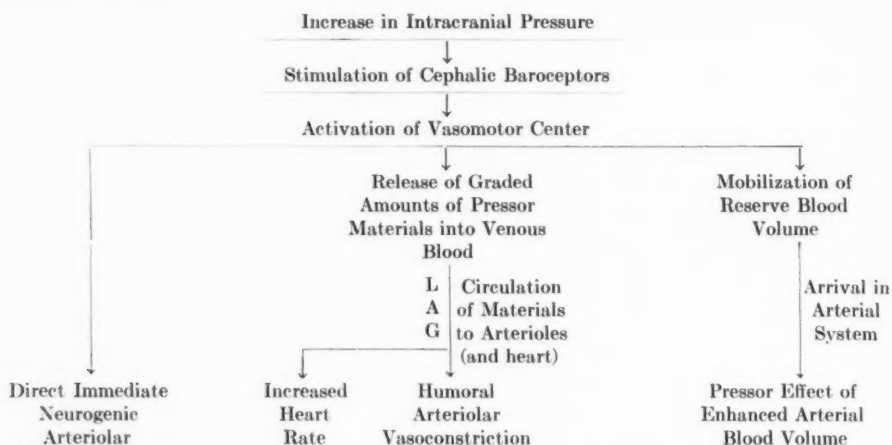 Increase in Intracranial Pressure
Stimulation of Cephalic Baroceptors
Activation of Vasomotor Center
Release of Graded
Amounts of Pressor
Materials into Venous
Blood
Mobilization of
Reserve Blood
Volume
L
A
G
Circulation
of Materials
to Arterioles
(and heart)
Arrival in
Arterial
System
Direct Immediate
Neurogenic
Arteriolar
Increased
Heart
Rate
Humoral
Arteriolar
Vasoconstriction
Pressor Effect of
Enhanced Arterial
Blood Volume